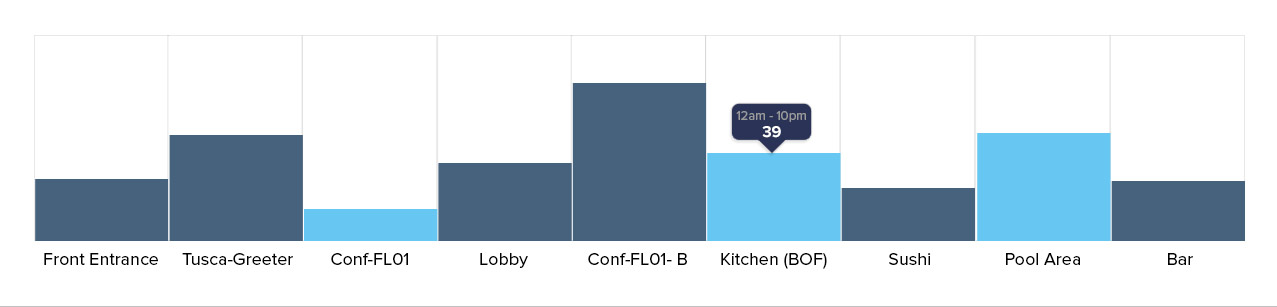 12am - 10pm
39
Front Entrance
Tusca-Greeter
Conf-FL01
Lobby
Conf-FL01- B
Kitchen (BOF)
Sushi
Pool Area
Bar